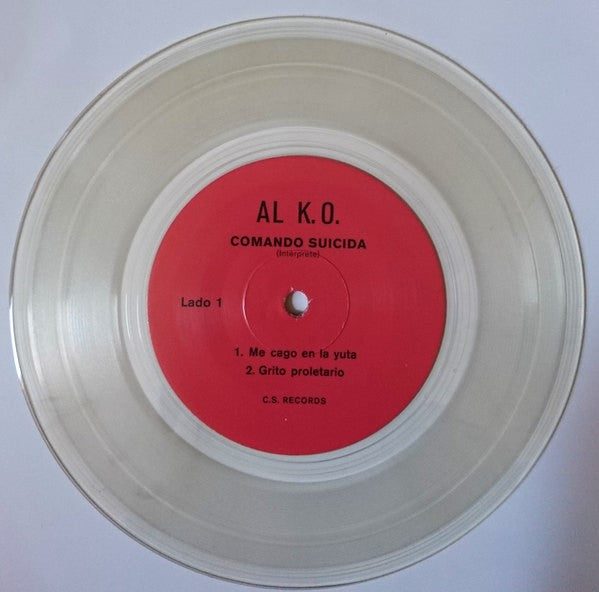 AL K.O.
COMANDO SUICIDA
(Intérprete)
Lado 1
1. Me cago en la yuta
2. Grito proletario
C.S. RECORDS